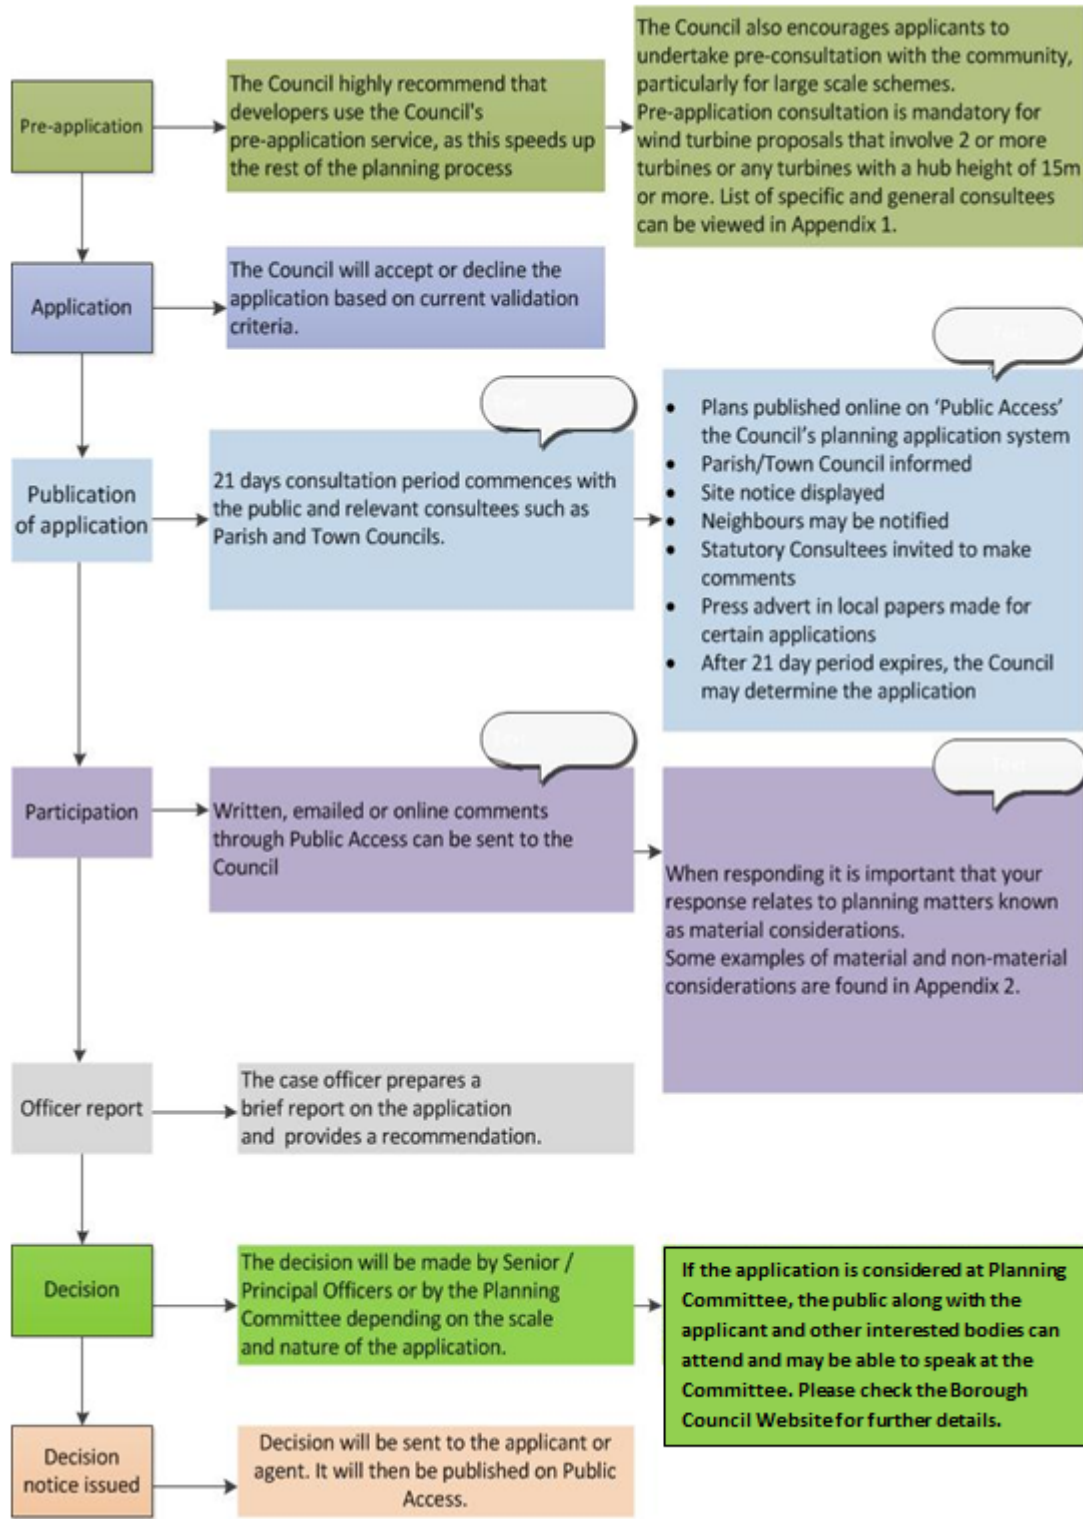 Pre-application
The Council highly recommend that
developers use the Council's
pre-application service, as this speeds up
the rest of the planning process
The Council also encourages applicants to
undertake pre-consultation with the community,
particularly for large scale schemes.
Pre-application consultation is mandatory for
wind turbine proposals that involve 2 or more
turbines or any turbines with a hub height of 15m
or more. List of specific and general consultees
can be viewed in Appendix 1.
Application
The Council will accept or decline the
application based on current validation
criteria.
Publication
of application
21 days consultation period commences with
the public and relevant consultees such as
Parish and Town Councils.
• Plans published online on ‘Public Access’
the Council’s planning application system
• Parish/Town Council informed
• Site notice displayed
• Neighbours may be notified
• Statutory Consultees invited to make
comments
• Press advert in local papers made for
certain applications
• After 21 day period expires, the Council
may determine the application
Participation
Written, emailed or online comments
through Public Access can be sent to the
Council
When responding it is important that your
response relates to planning matters known
as material considerations.
Some examples of material and non-material
considerations are found in Appendix 2.
Officer report
The case officer prepares a
brief report on the application
and provides a recommendation.
Decision
The decision will be made by Senior /
Principal Officers or by the Planning
Committee depending on the scale
and nature of the application.
If the application is considered at Planning
Committee, the public along with the
applicant and other interested bodies can
attend and may be able to speak at the
Committee. Please check the Borough
Council Website for further details.
Decision
notice issued
Decision will be sent to the applicant or
agent. It will then be published on Public
Access.